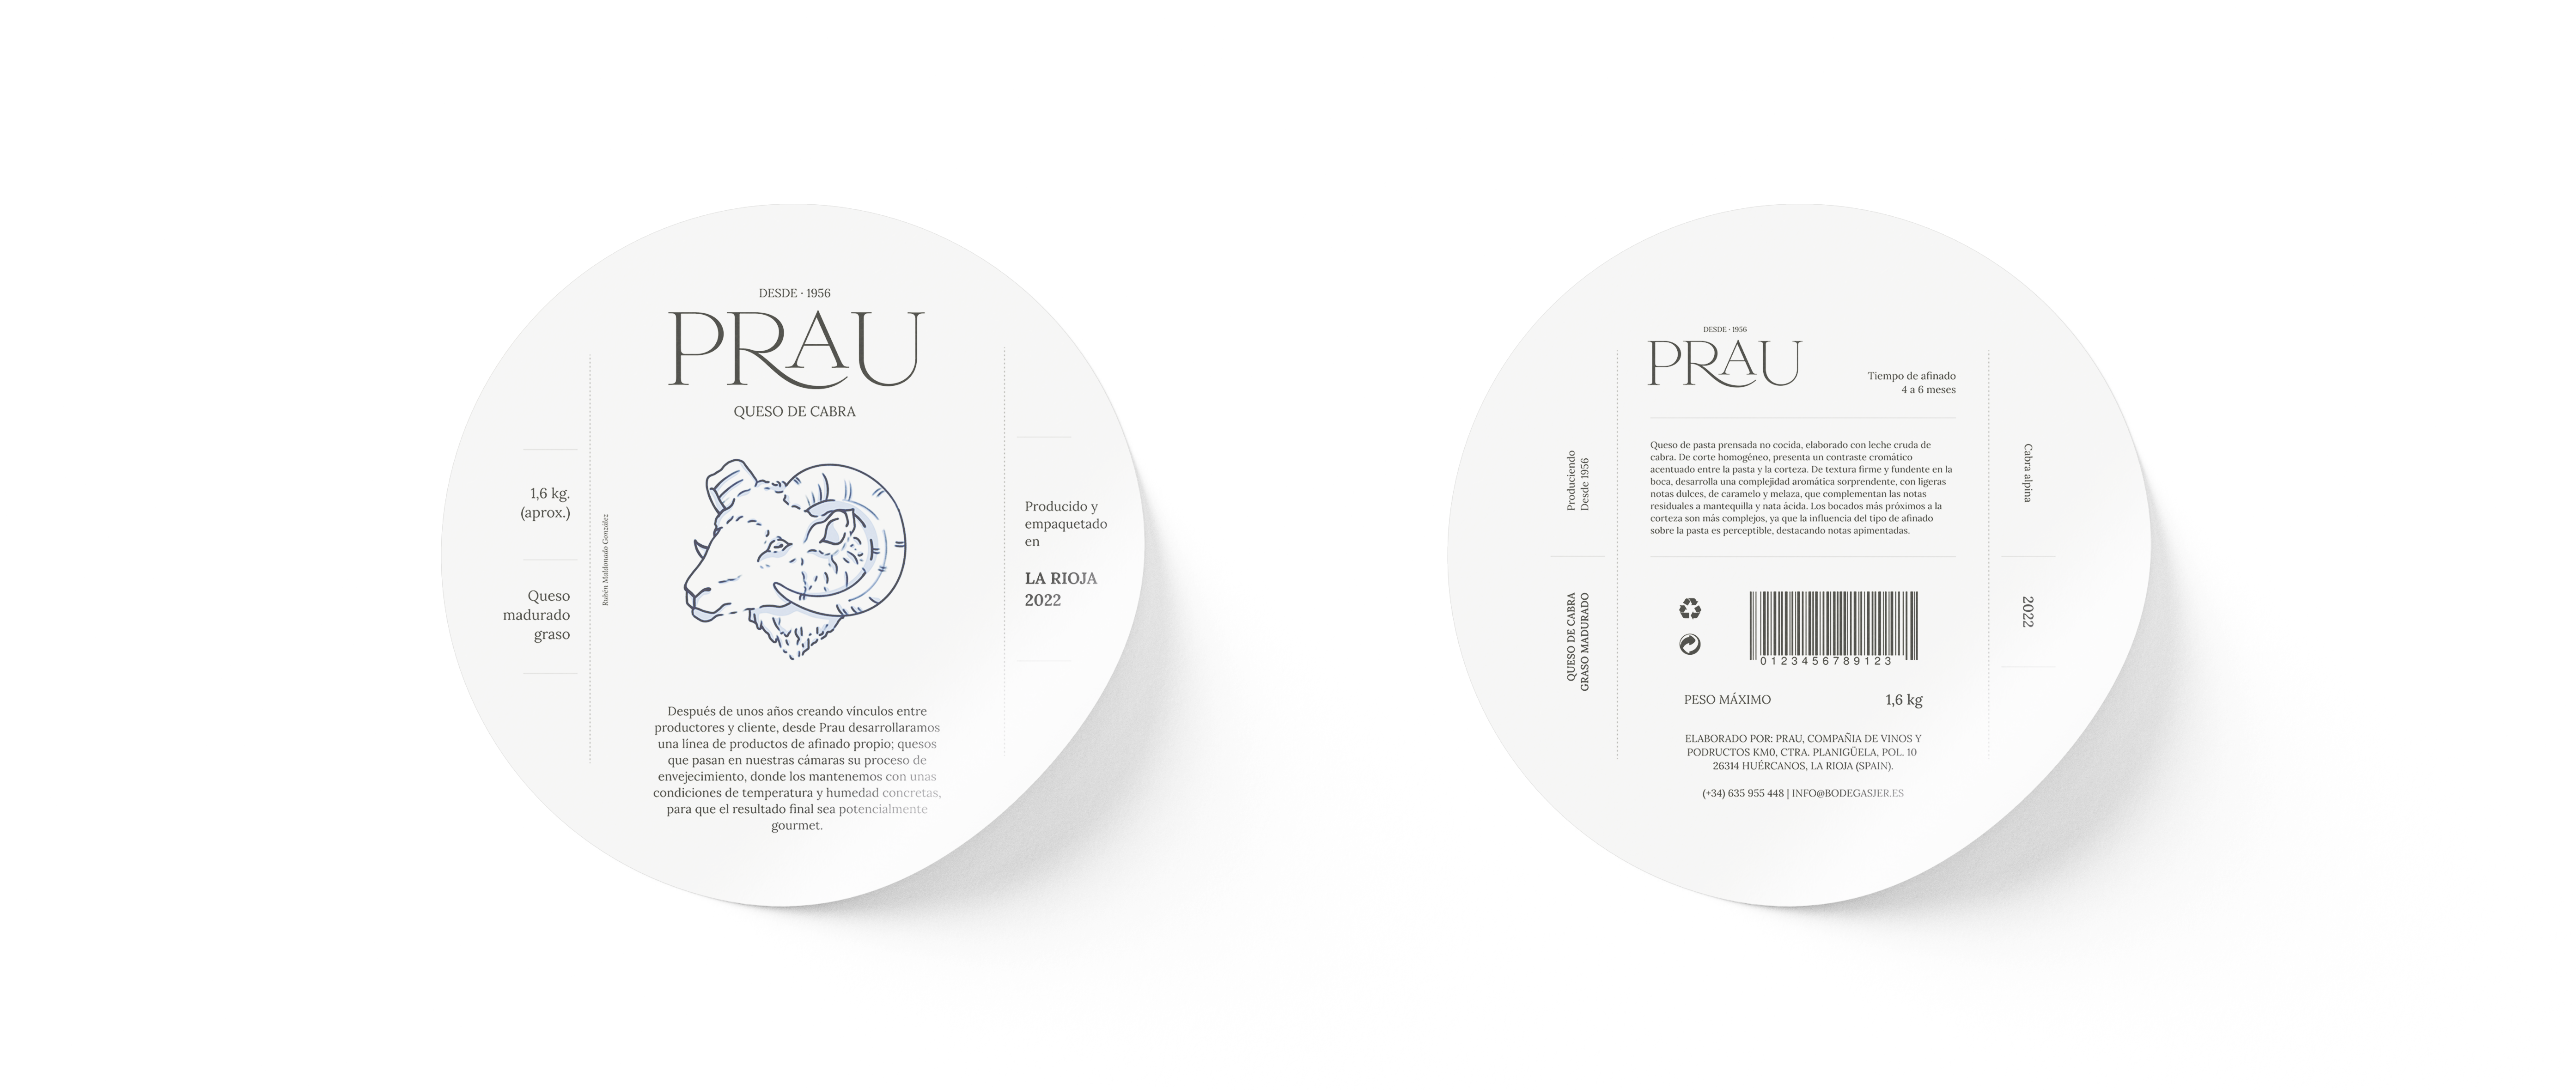 DESDE · 1956
PRAU
QUESO DE CABRA
1,6 kg.
(aprox.)
Queso
madurado
graso
Rubén Maldonado González
Producido y
empaquetado
en
LA RIOJA
2022
Después de unos años creando vínculos entre
productores y cliente, desde Prau desarrollaramos
una línea de productos de afinado propio; quesos
que pasan en nuestras cámaras su proceso de
envejecimiento, donde los mantenemos con unas
condiciones de temperatura y humedad concretas,
para que el resultado final sea potencialmente
gourmet.
DESDE · 1956
PRAU
Tiempo de afinado
4 a 6 meses
Queso de pasta prensada no cocida, elaborado con leche cruda de
cabra. De corte homogéneo, presenta un contraste cromático
acentuado entre la pasta y la corteza. De textura firme y fundente en la
boca, desarrolla una complejidad aromática sorprendente, con ligeras
notas dulces, de caramelo y melaza, que complementan las notas
residuales a mantequilla y nata ácida. Los bocados más próximos a la
corteza son más complejos, ya que la influencia del tipo de afinado
sobre la pasta es perceptible, destacando notas apimentadas.
Produciendo
Desde 1956
QUESO DE CABRA
GRASO MADURADO
Cabra alpina
2022
0123456789123
PESO MÁXIMO 1,6 kg
ELABORADO POR: PRAU, COMPAÑIA DE VINOS Y
PODRUCTOS KM0, CTRA. PLANIGÜELA, POL. 10
26314 HUÉRCANOS, LA RIOJA (SPAIN).
(+34) 635 955 448 | INFO@BODEGASJER.ES